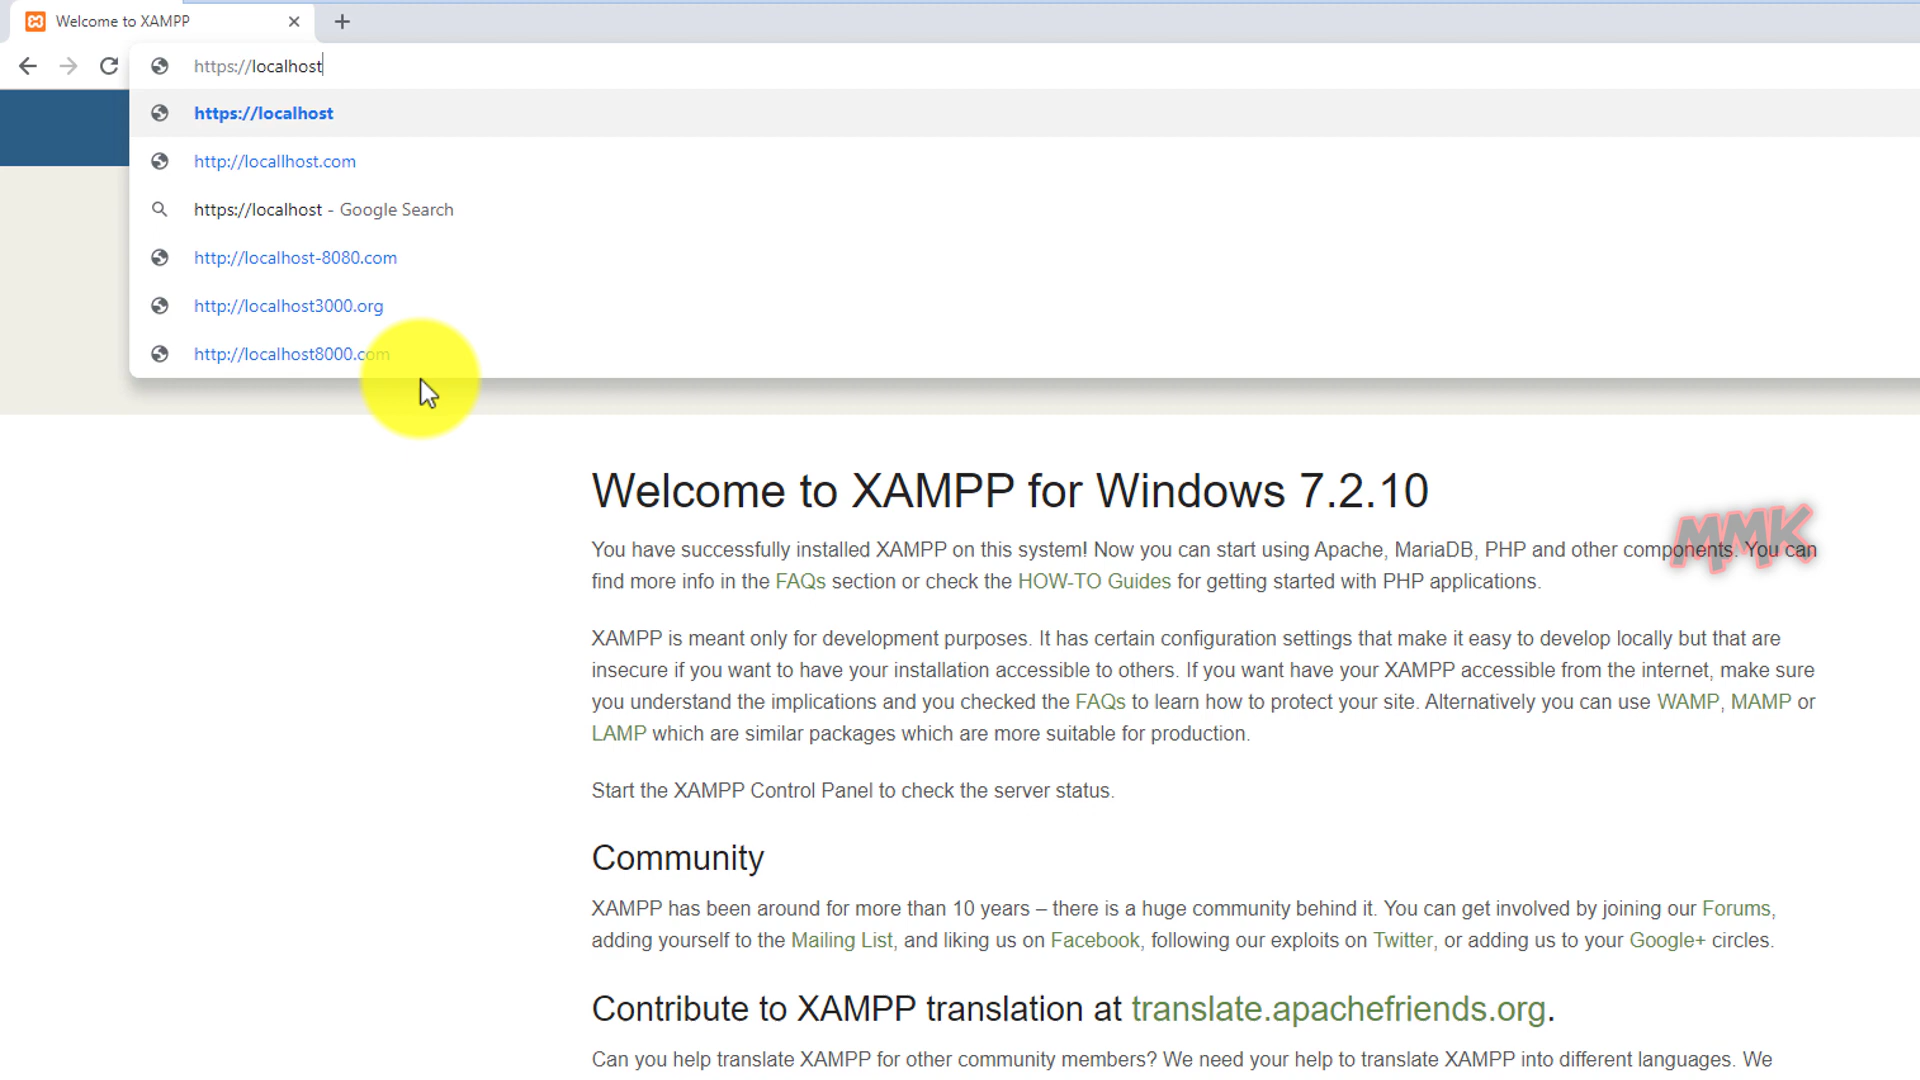 Welcome to XAMPP
https://localhost
https://localhost
http://locallhost.com
https://localhost - Google Search
http://localhost-8080.com
http://localhost3000.org
http://localhost8000.com
Welcome to XAMPP for Windows 7.2.10
MMK
You have successfully installed XAMPP on this system! Now you can start using Apache, MariaDB, PHP and other components. You can
find more info in the FAQs section or check the HOW-TO Guides for getting started with PHP applications.
XAMPP is meant only for development purposes. It has certain configuration settings that make it easy to develop locally but that are
insecure if you want to have your installation accessible to others. If you want have your XAMPP accessible from the internet, make sure
you understand the implications and you checked the FAQs to learn how to protect your site. Alternatively you can use WAMP, MAMP or
LAMP which are similar packages which are more suitable for production.
Start the XAMPP Control Panel to check the server status.
Community
XAMPP has been around for more than 10 years – there is a huge community behind it. You can get involved by joining our Forums,
adding yourself to the Mailing List, and liking us on Facebook, following our exploits on Twitter, or adding us to your Google+ circles.
Contribute to XAMPP translation at translate.apachefriends.org.
Can you help translate XAMPP for other community members? We need your help to translate XAMPP into different languages. We